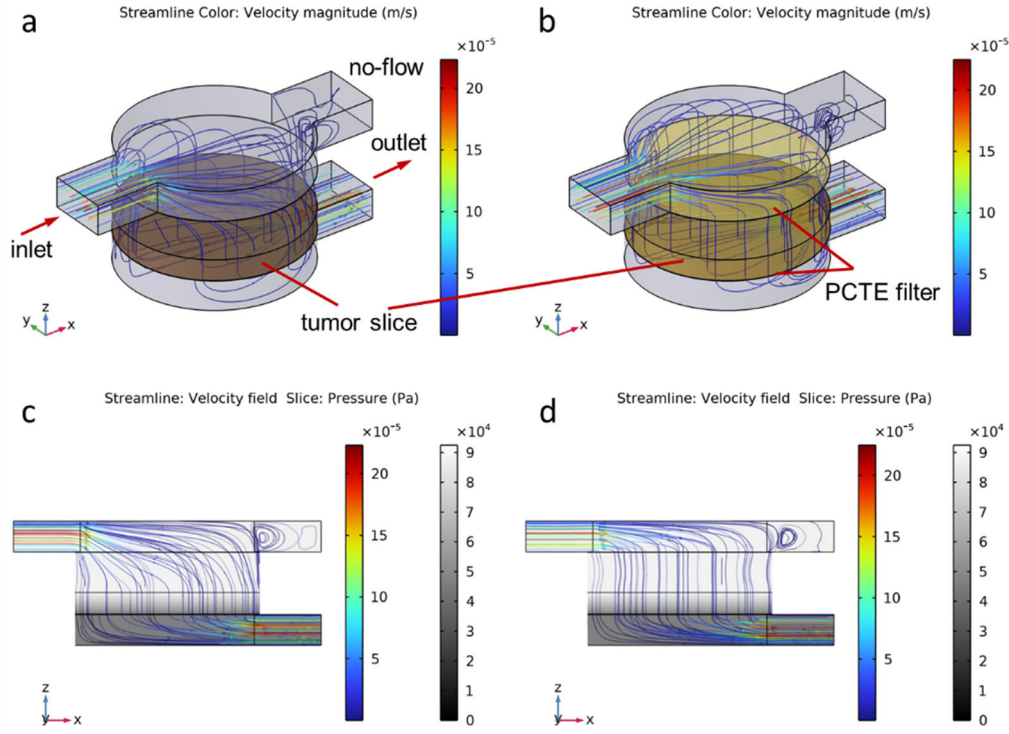 a
Streamline Color: Velocity magnitude (m/s)
×10⁻⁵
20
15
10
5
no-flow
outlet
inlet
tumor slice
z
y
x
b
Streamline Color: Velocity magnitude (m/s)
×10⁻⁵
20
15
10
5
PCTE filter
z
y
x
c
Streamline: Velocity field Slice: Pressure (Pa)
×10⁻⁵
20
15
10
5
×10⁴
9
8
7
6
5
4
3
2
1
0
z
y
x
d
Streamline: Velocity field Slice: Pressure (Pa)
×10⁻⁵
20
15
10
5
×10⁴
9
8
7
6
5
4
3
2
1
0
z
y
x